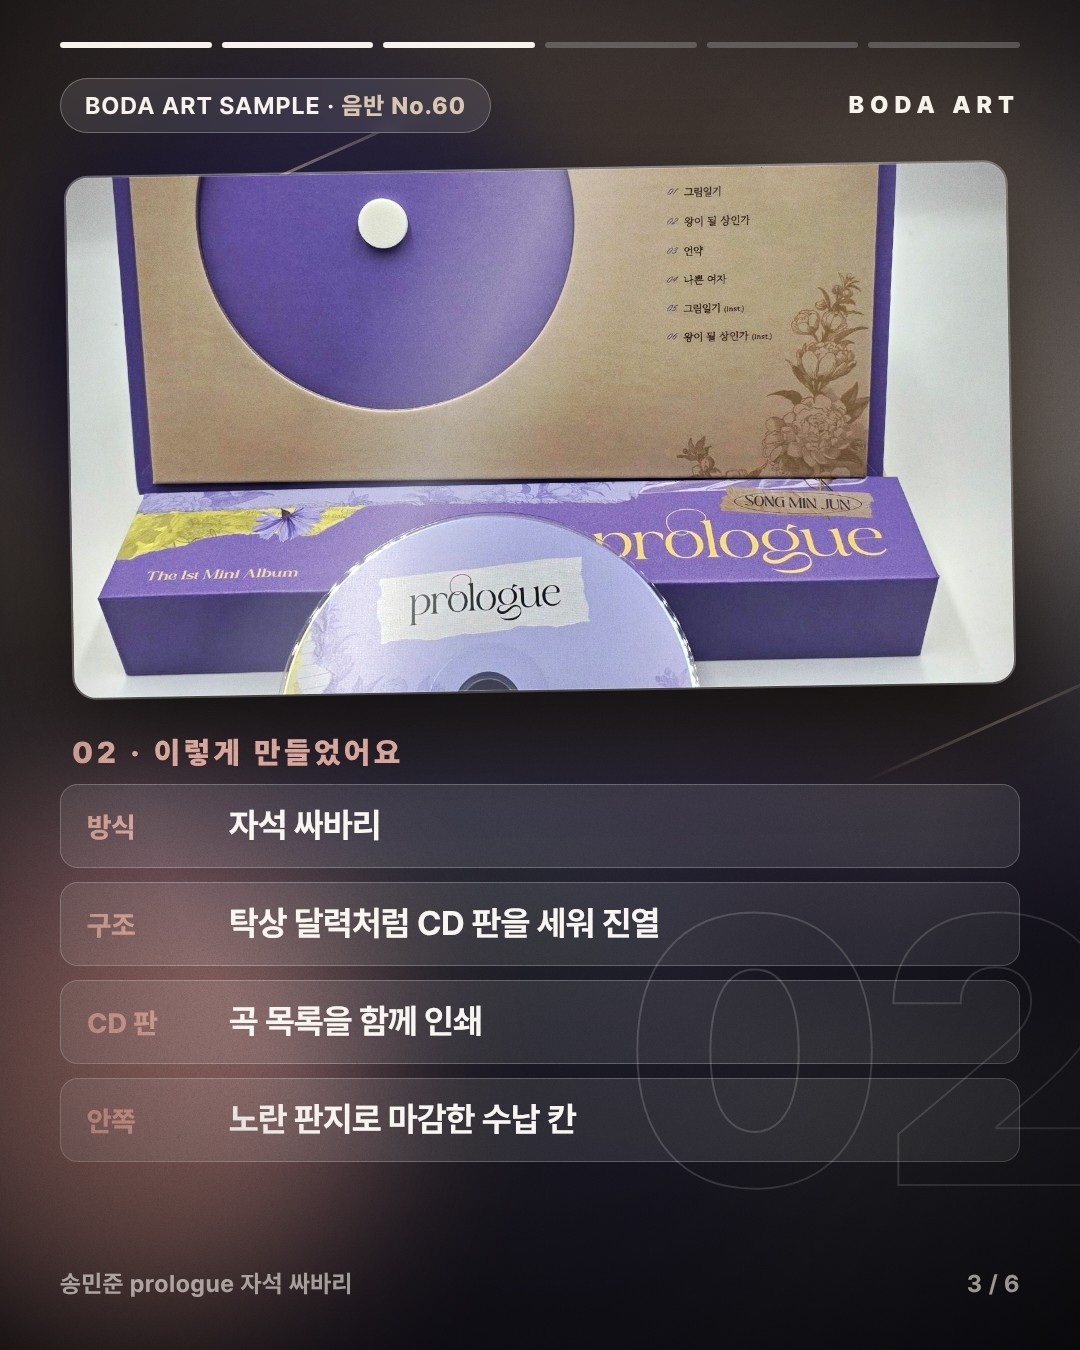 BODA ART SAMPLE · 음반 No.60
BODA ART
01 그림일기
02 왕이 될 상인가
03 언약
04 나쁜 여자
05 그림일기 (Inst.)
06 왕이 될 상인가 (Inst.)
SONG MIN JUN
prologue
The 1st Mini Album
prologue
02 · 이렇게 만들었어요
방식 자석 싸바리
구조 탁상 달력처럼 CD 판을 세워 진열
CD 판 곡 목록을 함께 인쇄
안쪽 노란 판지로 마감한 수납 칸
02
송민준 prologue 자석 싸바리
3 / 6